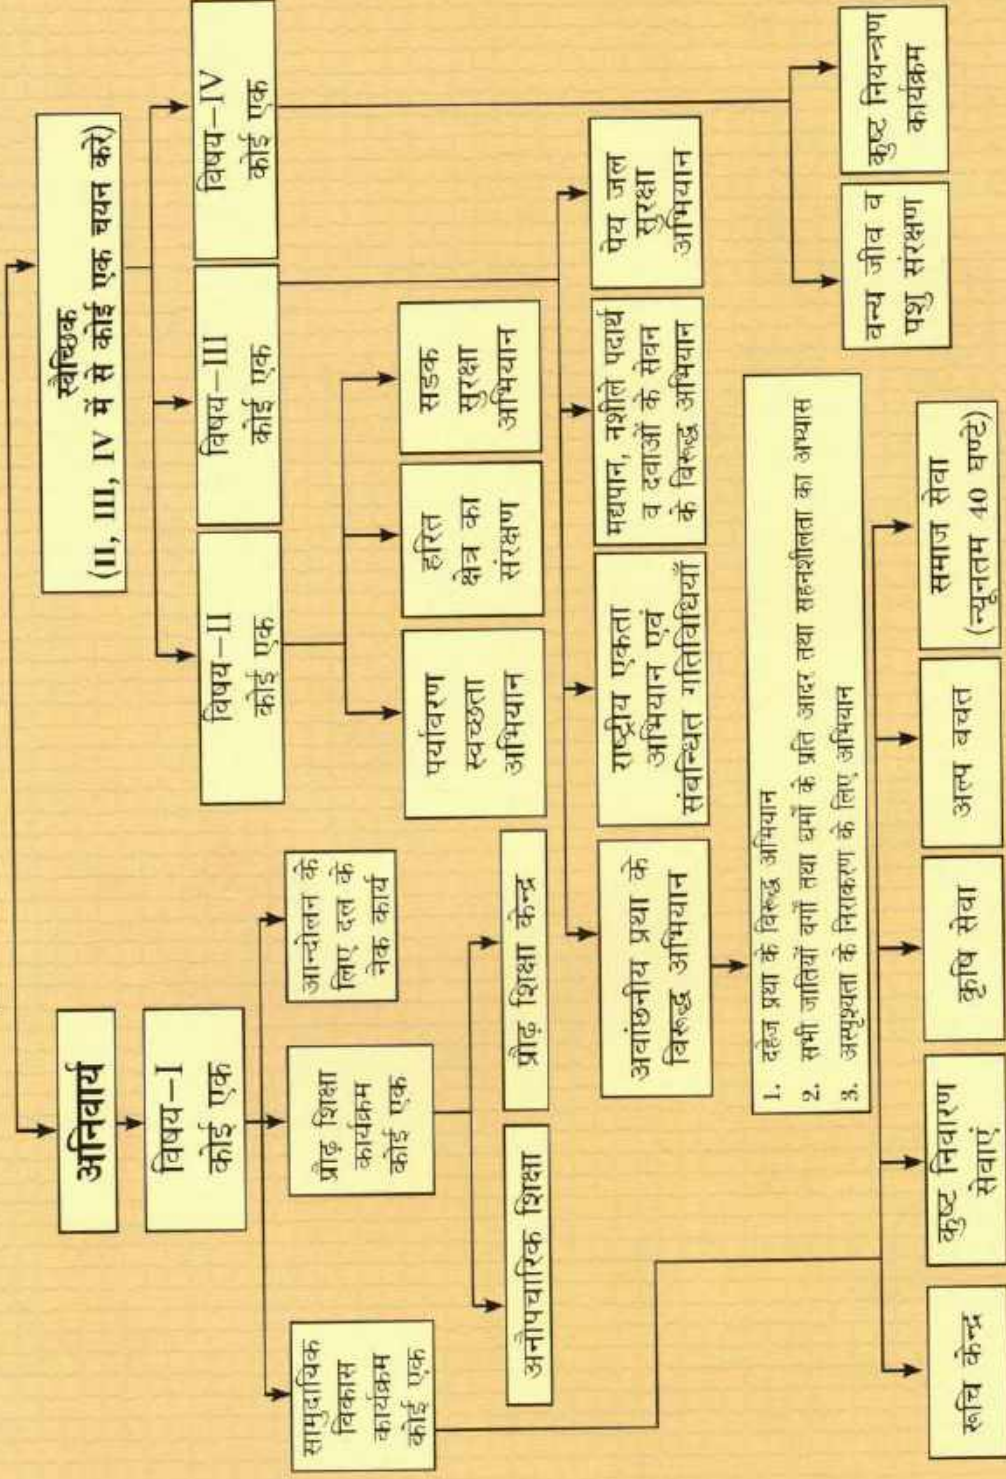 अनिवार्य
विषय–I
कोई एक
सामुदायिक
विकास
कार्यक्रम
कोई एक
प्रौढ़ शिक्षा
कार्यक्रम
कोई एक
आन्दोलन के
लिए दल के
नेक कार्य
अनौपचारिक शिक्षा
प्रौढ़ शिक्षा केन्द्र
स्वैच्छिक
(II, III, IV में से कोई एक चयन करे)
विषय–II
कोई एक
विषय–III
कोई एक
विषय–IV
कोई एक
पर्यावरण
स्वच्छता
अभियान
हरित
क्षेत्र का
संरक्षण
सडक
सुरक्षा
अभियान
अवांछनीय प्रथा के
विरूद्ध अभियान
राष्ट्रीय एकता
अभियान एवं
संबन्धित गतिविधियाँ
मद्यपान, नशीले पदार्थ
व दवाओं के सेवन
के विरूद्ध अभियान
पेय जल
सुरक्षा
अभियान
1. दहेज प्रथा के विरूद्ध अभियान
2. सभी जातियों वर्गों तथा धर्मों के प्रति आदर तथा सहनशीलता का अभ्यास
3. अस्पृश्यता के निराकरण के लिए अभियान
वन्य जीव व
पशु संरक्षण
कुष्ट नियन्त्रण
कार्यक्रम
रूचि केन्द्र
कुष्ट निवारण
सेवाएं
कृषि सेवा
अल्प बचत
समाज सेवा
(न्यूनतम 40 घण्टे)